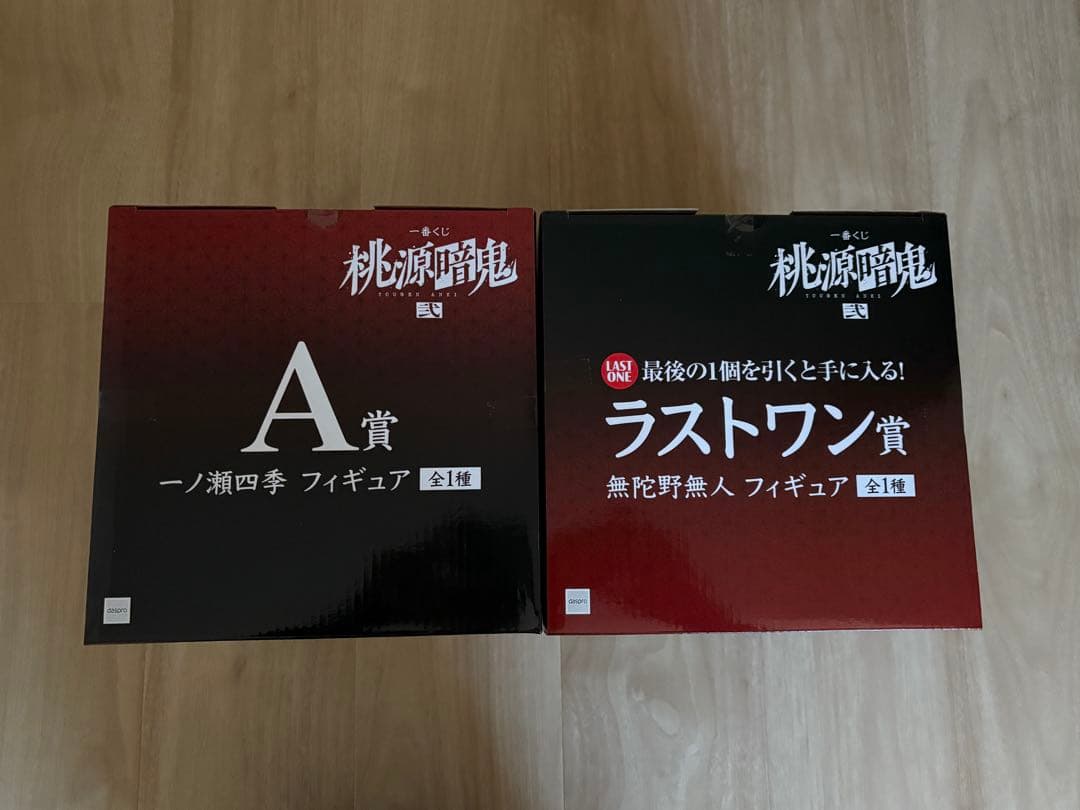 一番くじ
桃源暗鬼
TOUGEN ANKI
弐
A賞
一ノ瀬四季 フィギュア 全1種
daspro
一番くじ
桃源暗鬼
TOUGEN ANKI
弐
LAST ONE 最後の1個を引くと手に入る!
ラストワン賞
無陀野無人 フィギュア 全1種
daspro